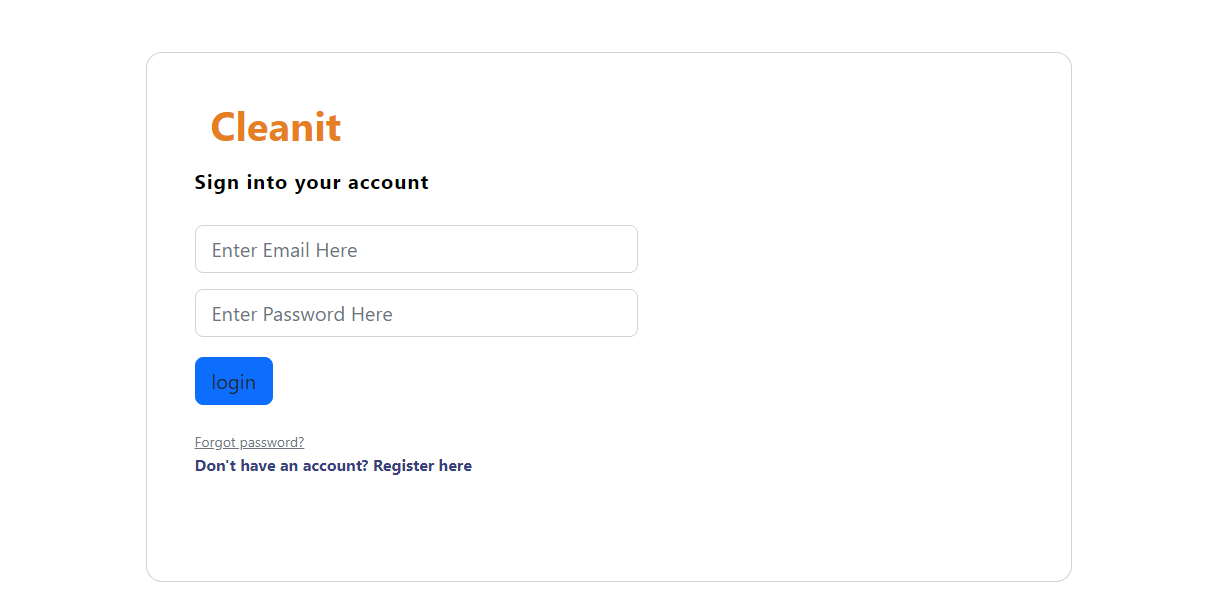 Cleanit
Sign into your account
Enter Email Here
Enter Password Here
login
Forgot password?
Don't have an account? Register here